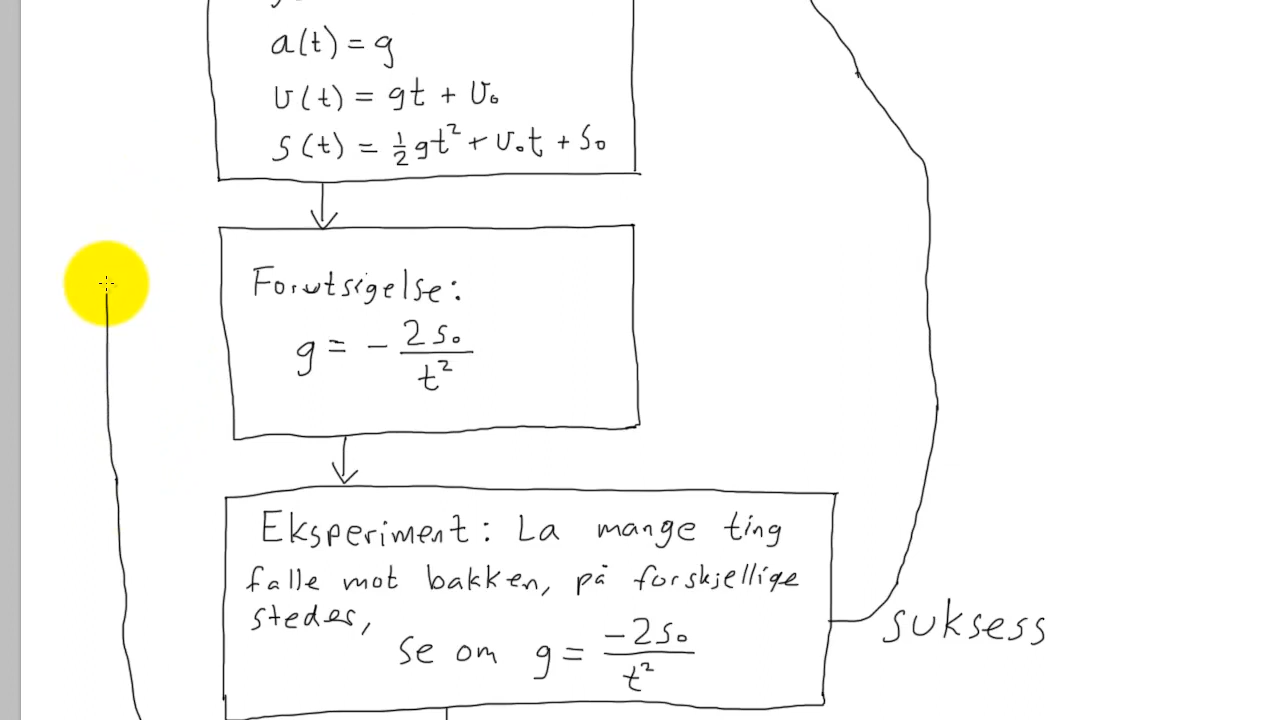 a(t) = g
v(t) = gt + v₀
s(t) = ½gt² + v₀t + s₀
Forutsigelse:
g = - 2s₀/t²
Eksperiment: La mange ting
falle mot bakken, på forskjellige
steder,
se om g = -2s₀/t²
suksess